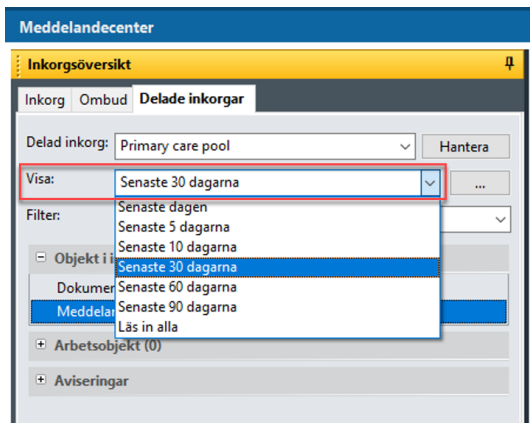 Meddelandecenter
Inkorgsöversikt
Inkorg Ombud Delade inkorgar
Delad inkorg: Primary care pool Hantera
Visa: Senaste 30 dagarna ...
Filter: Senaste dagen
Senaste 5 dagarna
Senaste 10 dagarna
Objekt i i Senaste 30 dagarna
Senaste 60 dagarna
Senaste 90 dagarna
Läs in alla
Arbetsobjekt (0)
Aviseringar